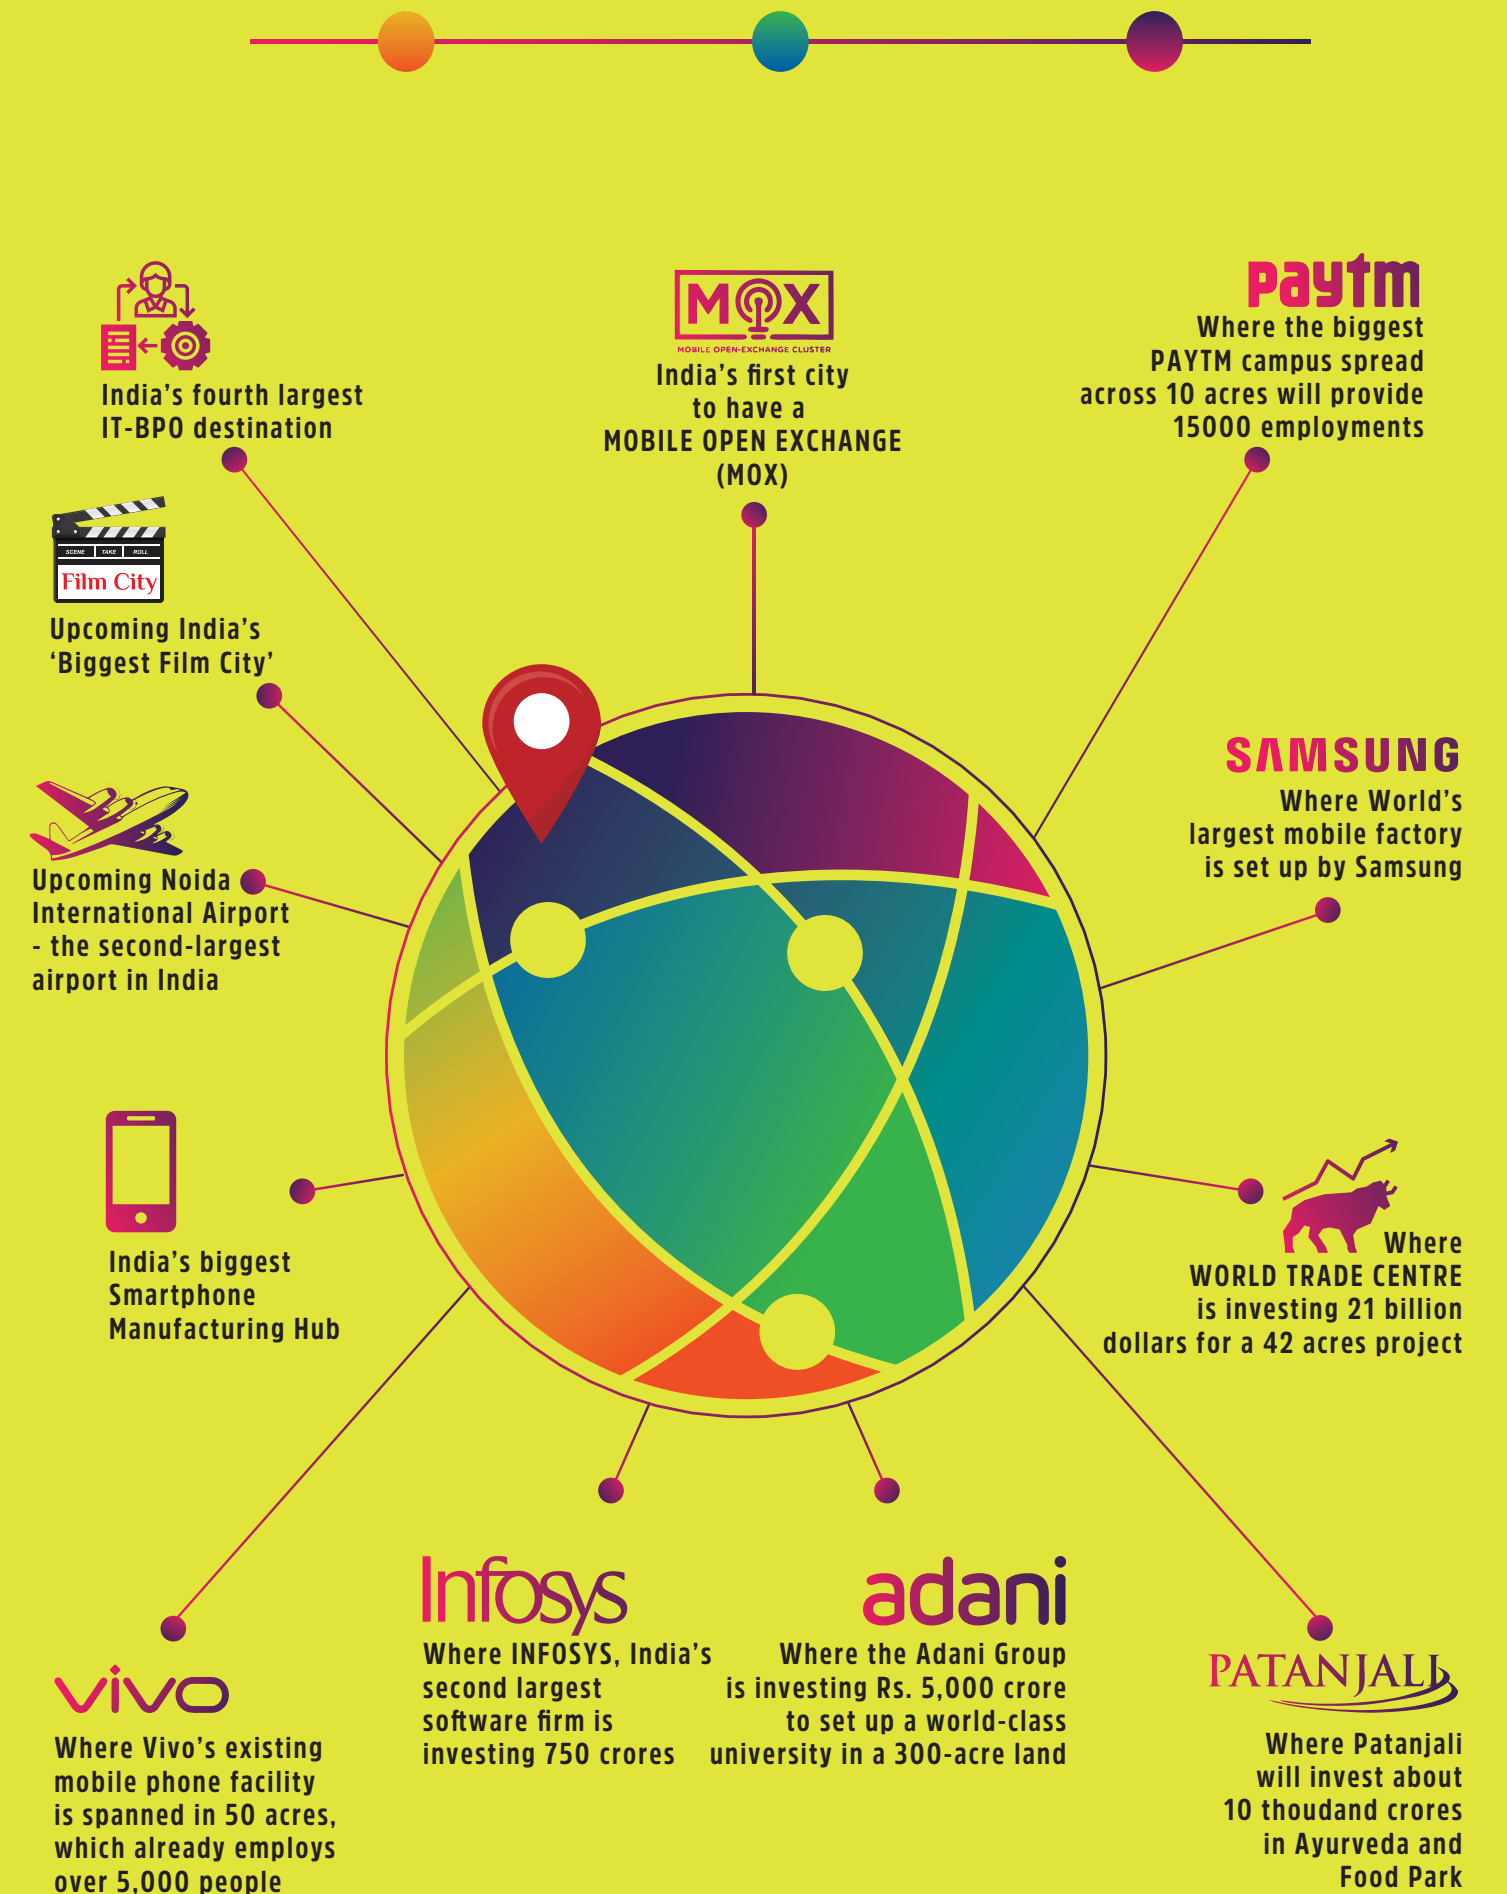 India's fourth largest
IT-BPO destination
MOX
MOBILE OPEN-EXCHANGE CLUSTER
India's first city
to have a
MOBILE OPEN EXCHANGE
(MOX)
paytm
Where the biggest
PAYTM campus spread
across 10 acres will provide
15000 employments
SCENE TAKE ROLL
Film City
Upcoming India's
‘Biggest Film City’
SAMSUNG
Where World's
largest mobile factory
is set up by Samsung
Upcoming Noida
International Airport
- the second-largest
airport in India
India's biggest
Smartphone
Manufacturing Hub
Where
WORLD TRADE CENTRE
is investing 21 billion
dollars for a 42 acres project
vivo
Where Vivo's existing
mobile phone facility
is spanned in 50 acres,
which already employs
over 5,000 people
Infosys
Where INFOSYS, India's
second largest
software firm is
investing 750 crores
adani
Where the Adani Group
is investing Rs. 5,000 crore
to set up a world-class
university in a 300-acre land
PATANJALI
Where Patanjali
will invest about
10 thoudand crores
in Ayurveda and
Food Park